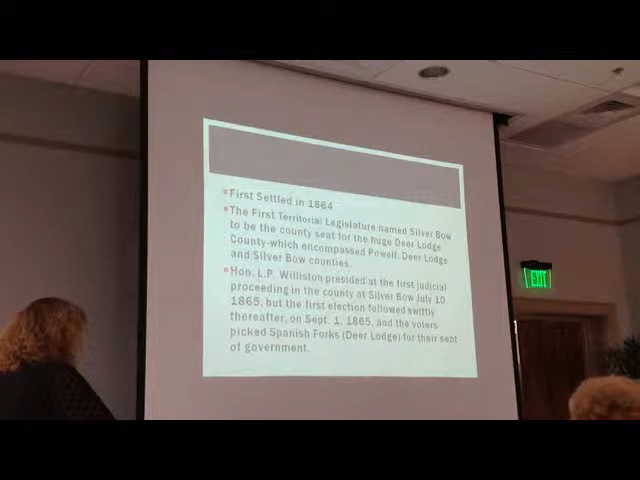 First Settled in 1864
The First Territorial Legislature named Silver Bow
to be the county seat for the huge Deer Lodge
County-which encompassed Powell, Deer Lodge
and Silver Bow counties.
Hon. L.P. Williston presided at the first judicial
proceeding in the county at Silver Bow July 10,
1865, but the first election followed swiftly
thereafter, on Sept. 1, 1865, and the voters
picked Spanish Forks (Deer Lodge) for their seat
of government.
EXIT